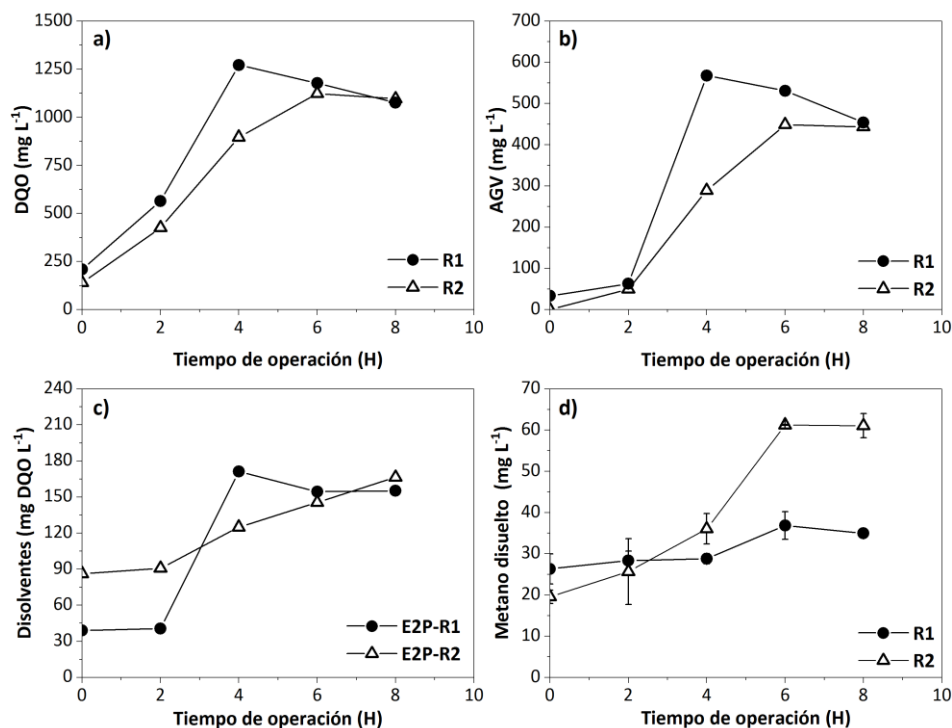 a)
1500
1250
1000
750
500
250
0
DQO (mg L⁻¹)
R1
R2
0 2 4 6 8 10
Tiempo de operación (H)
b)
700
600
500
400
300
200
100
0
AGV (mg L⁻¹)
R1
R2
0 2 4 6 8 10
Tiempo de operación (H)
c)
240
210
180
150
120
90
60
30
0
Disolventes (mg DQO L⁻¹)
E2P-R1
E2P-R2
0 2 4 6 8 10
Tiempo de operación (H)
d)
70
60
50
40
30
20
10
0
Metano disuelto (mg L⁻¹)
R1
R2
0 2 4 6 8 10
Tiempo de operación (H)